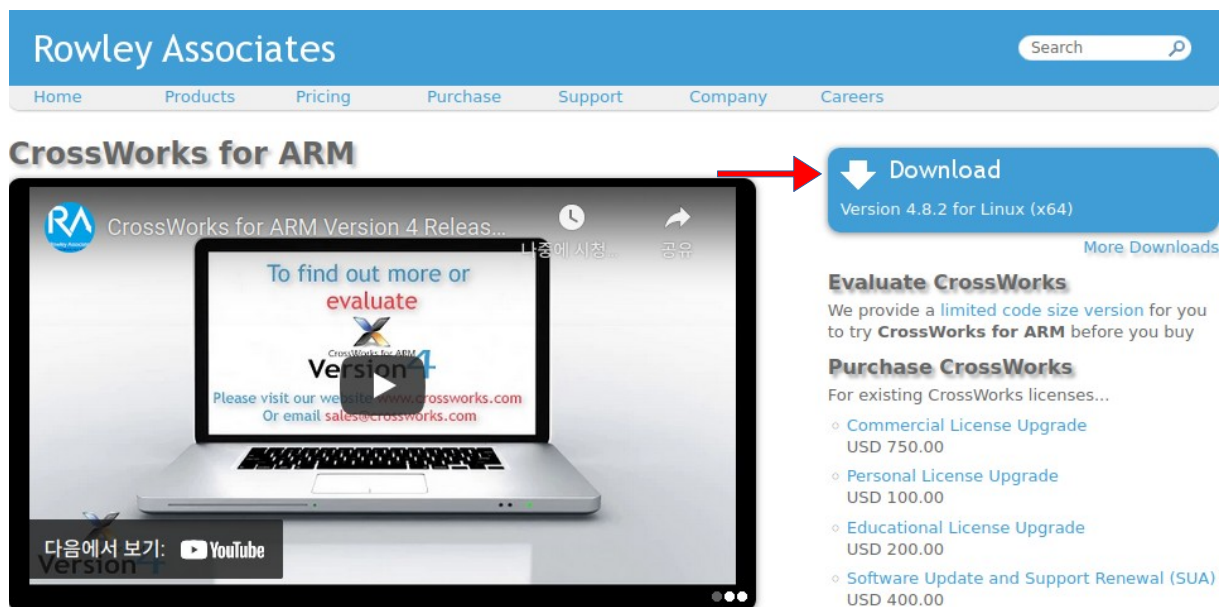 Rowley Associates
Search
Home Products Pricing Purchase Support Company Careers
CrossWorks for ARM
RA
Rowley Associates
CrossWorks for ARM Version 4 Releas...
나중에 시청...
공유
To find out more or
evaluate
CrossWorks for ARM
Version 4
Please visit our website www.crossworks.com
Or email sales@crossworks.com
다음에서 보기: YouTube
Version
Download
Version 4.8.2 for Linux (x64)
More Downloads
Evaluate CrossWorks
We provide a limited code size version for you
to try CrossWorks for ARM before you buy
Purchase CrossWorks
For existing CrossWorks licenses...
Commercial License Upgrade
USD 750.00
Personal License Upgrade
USD 100.00
Educational License Upgrade
USD 200.00
Software Update and Support Renewal (SUA)
USD 400.00